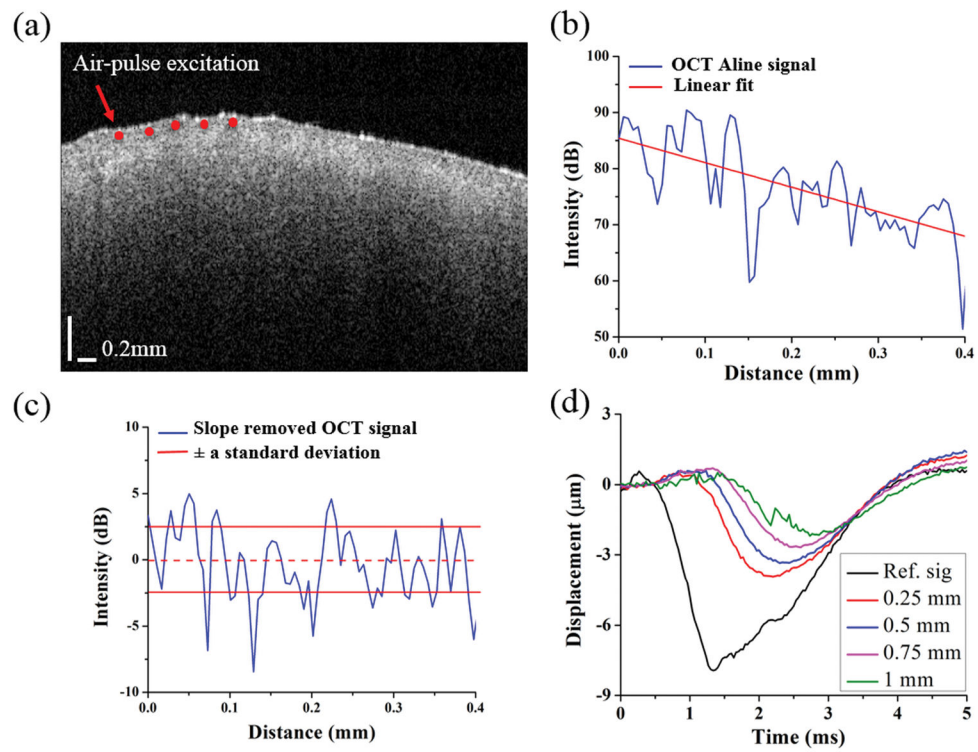 (a)
Air-pulse excitation
0.2mm
(b)
100
90
80
70
60
50
Intensity (dB)
OCT Aline signal
Linear fit
0.0 0.1 0.2 0.3 0.4
Distance (mm)
(c)
10
5
0
-5
-10
Intensity (dB)
Slope removed OCT signal
± a standard deviation
0.0 0.1 0.2 0.3 0.4
Distance (mm)
(d)
3
0
-3
-6
-9
Displacement (μm)
Ref. sig
0.25 mm
0.5 mm
0.75 mm
1 mm
0 1 2 3 4 5
Time (ms)